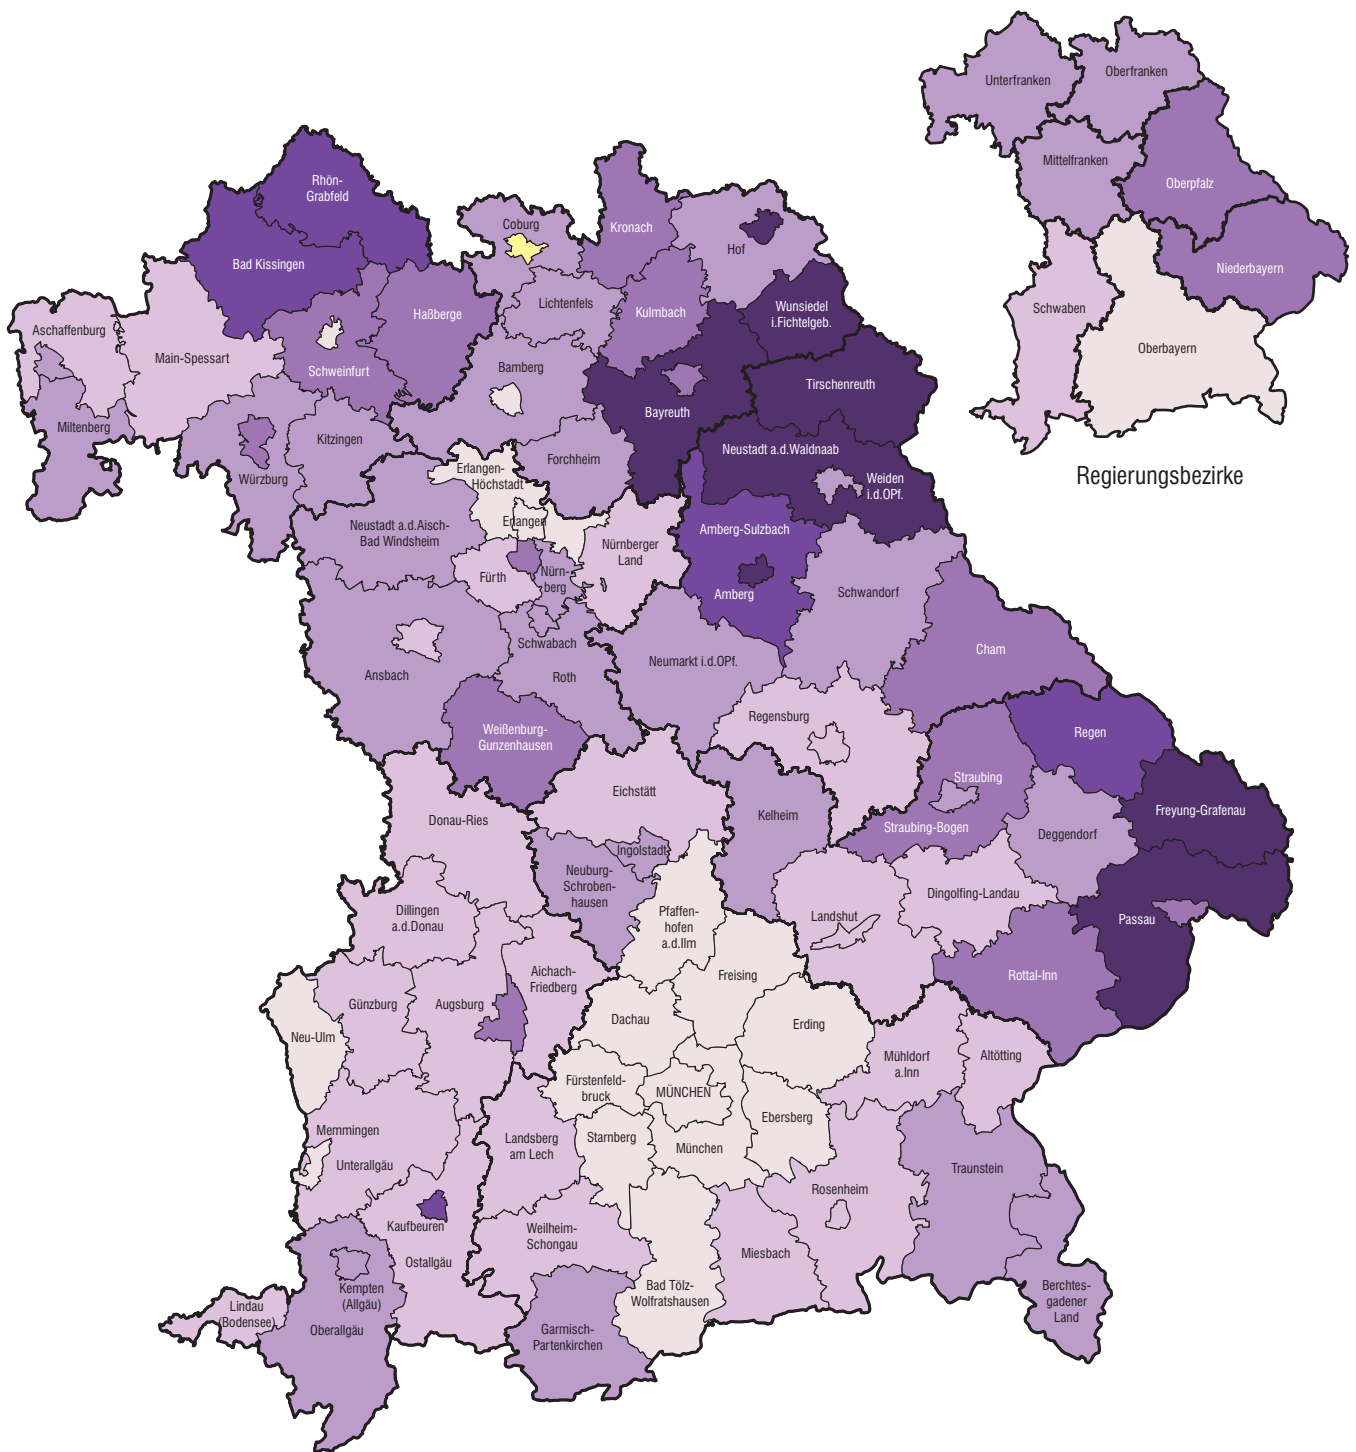 Unterfranken
Oberfranken
Mittelfranken
Oberpfalz
Niederbayern
Schwaben
Oberbayern
Regierungsbezirke
Rhön-
Grabfeld
Bad Kissingen
Coburg
Kronach
Hof
Lichtenfels
Kulmbach
Wunsiedel
i.Fichtelgeb.
Haßberge
Aschaffenburg
Main-Spessart
Schweinfurt
Bamberg
Tirschenreuth
Bayreuth
Miltenberg
Kitzingen
Würzburg
Forchheim
Erlangen-
Höchstadt
Neustadt a.d.Waldnaab
Weiden
i.d.OPf.
Neustadt a.d.Aisch-
Bad Windsheim
Erlangen
Nürnberger
Land
Amberg-Sulzbach
Fürth
Nürn-
berg
Amberg
Schwandorf
Schwabach
Ansbach
Roth
Neumarkt i.d.OPf.
Cham
Regensburg
Weißenburg-
Gunzenhausen
Regen
Straubing
Eichstätt
Donau-Ries
Kelheim
Straubing-Bogen
Freyung-Grafenau
Deggendorf
Ingolstadt
Neuburg-
Schroben-
hausen
Dingolfing-Landau
Dillingen
a.d.Donau
Pfaffen-
hofen
a.d.Ilm
Landshut
Passau
Aichach-
Friedberg
Freising
Rottal-Inn
Günzburg
Augsburg
Dachau
Erding
Neu-Ulm
Mühldorf
a.Inn
Altötting
Fürstenfeld-
bruck
MÜNCHEN
Ebersberg
Memmingen
Landsberg
am Lech
Starnberg
München
Unterallgäu
Traunstein
Rosenheim
Kaufbeuren
Weilheim-
Schongau
Miesbach
Ostallgäu
Kempten
(Allgäu)
Bad Tölz-
Wolfratshausen
Berchtes-
gadener
Land
Lindau
(Bodensee)
Oberallgäu
Garmisch-
Partenkirchen